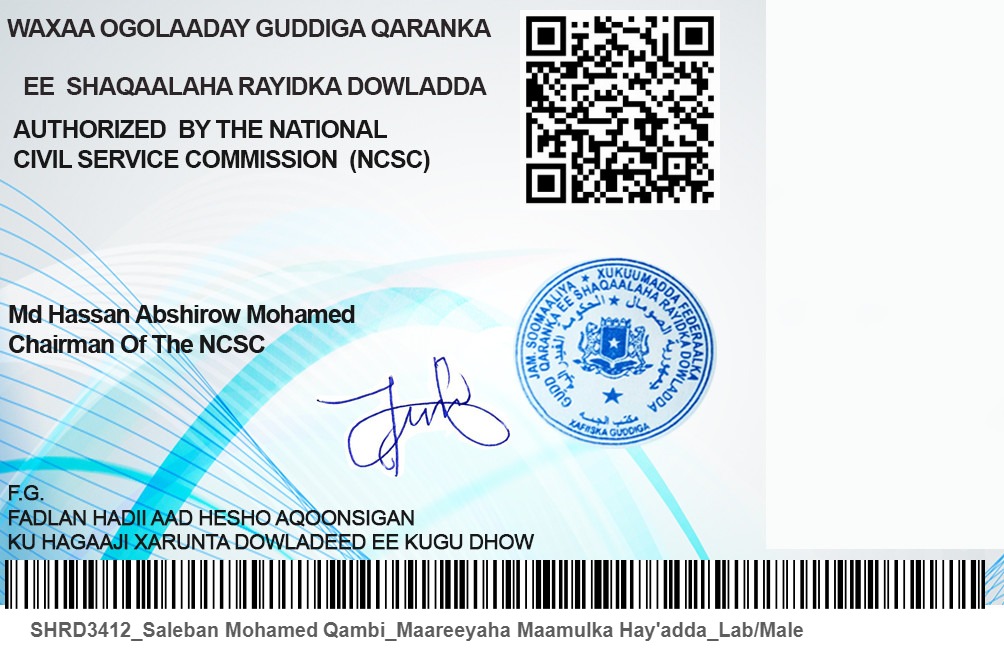 WAXAA OGOLAADAY GUDDIGA QARANKA
EE SHAQAALAHA RAYIDKA DOWLADDA
AUTHORIZED BY THE NATIONAL
CIVIL SERVICE COMMISSION (NCSC)
Md Hassan Abshirow Mohamed
Chairman Of The NCSC
JAM. SOOMAALIYA ★ XUKUUMADDA FEDERAALKA
GUDD QARANKA EE SHAQAALAHA RAYIDKA DOWLADDA
مكتب
XAFIISKA GUDDIGA
F.G.
FADLAN HADII AAD HESHO AQOONSIGAN
KU HAGAAJI XARUNTA DOWLADEED EE KUGU DHOW
SHRD3412_Saleban Mohamed Qambi_Maareeyaha Maamulka Hay'adda_Lab/Male